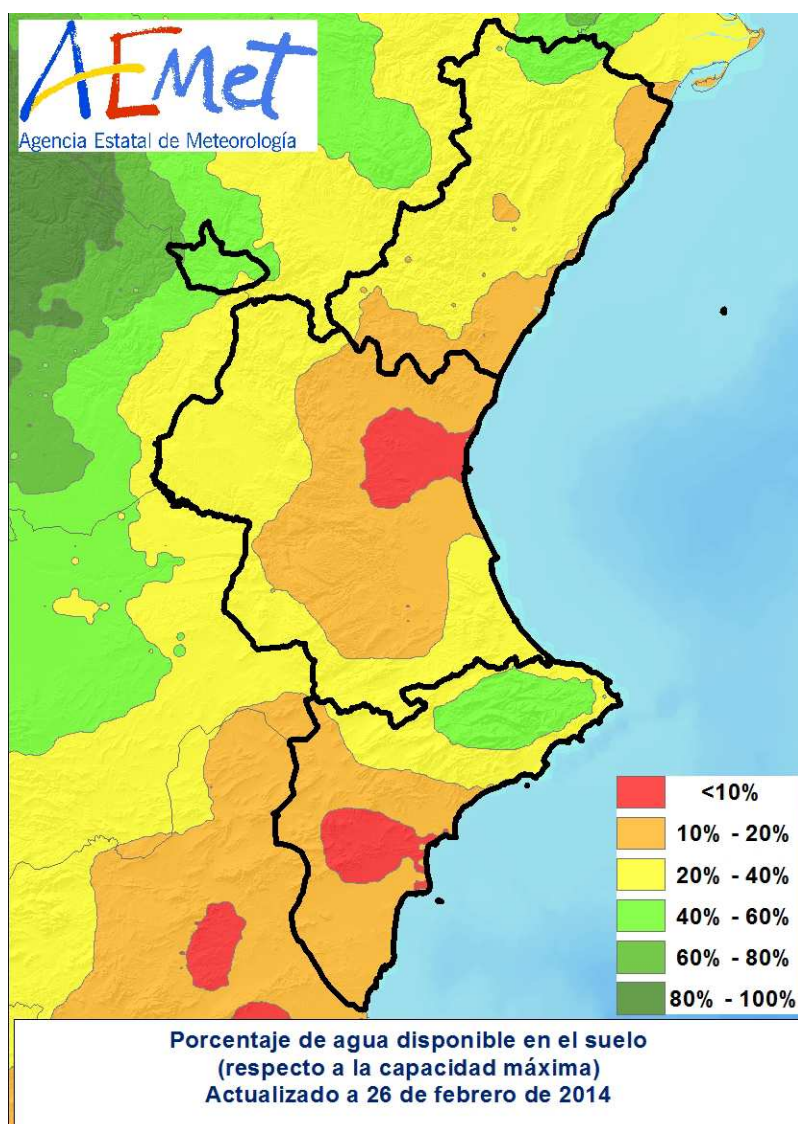 AEMet
Agencia Estatal de Meteorología
<10%
10% - 20%
20% - 40%
40% - 60%
60% - 80%
80% - 100%
Porcentaje de agua disponible en el suelo
(respecto a la capacidad máxima)
Actualizado a 26 de febrero de 2014